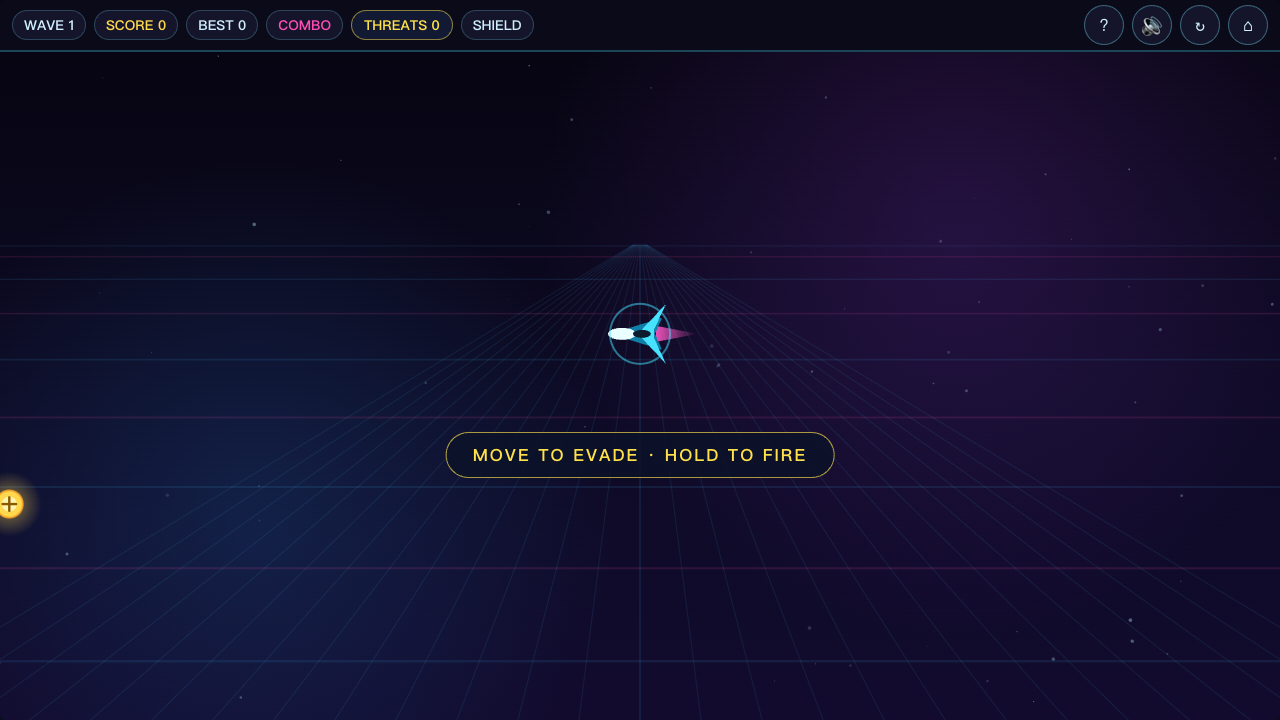 WAVE 1 SCORE 0 BEST 0 COMBO THREATS 0 SHIELD ?
MOVE TO EVADE · HOLD TO FIRE